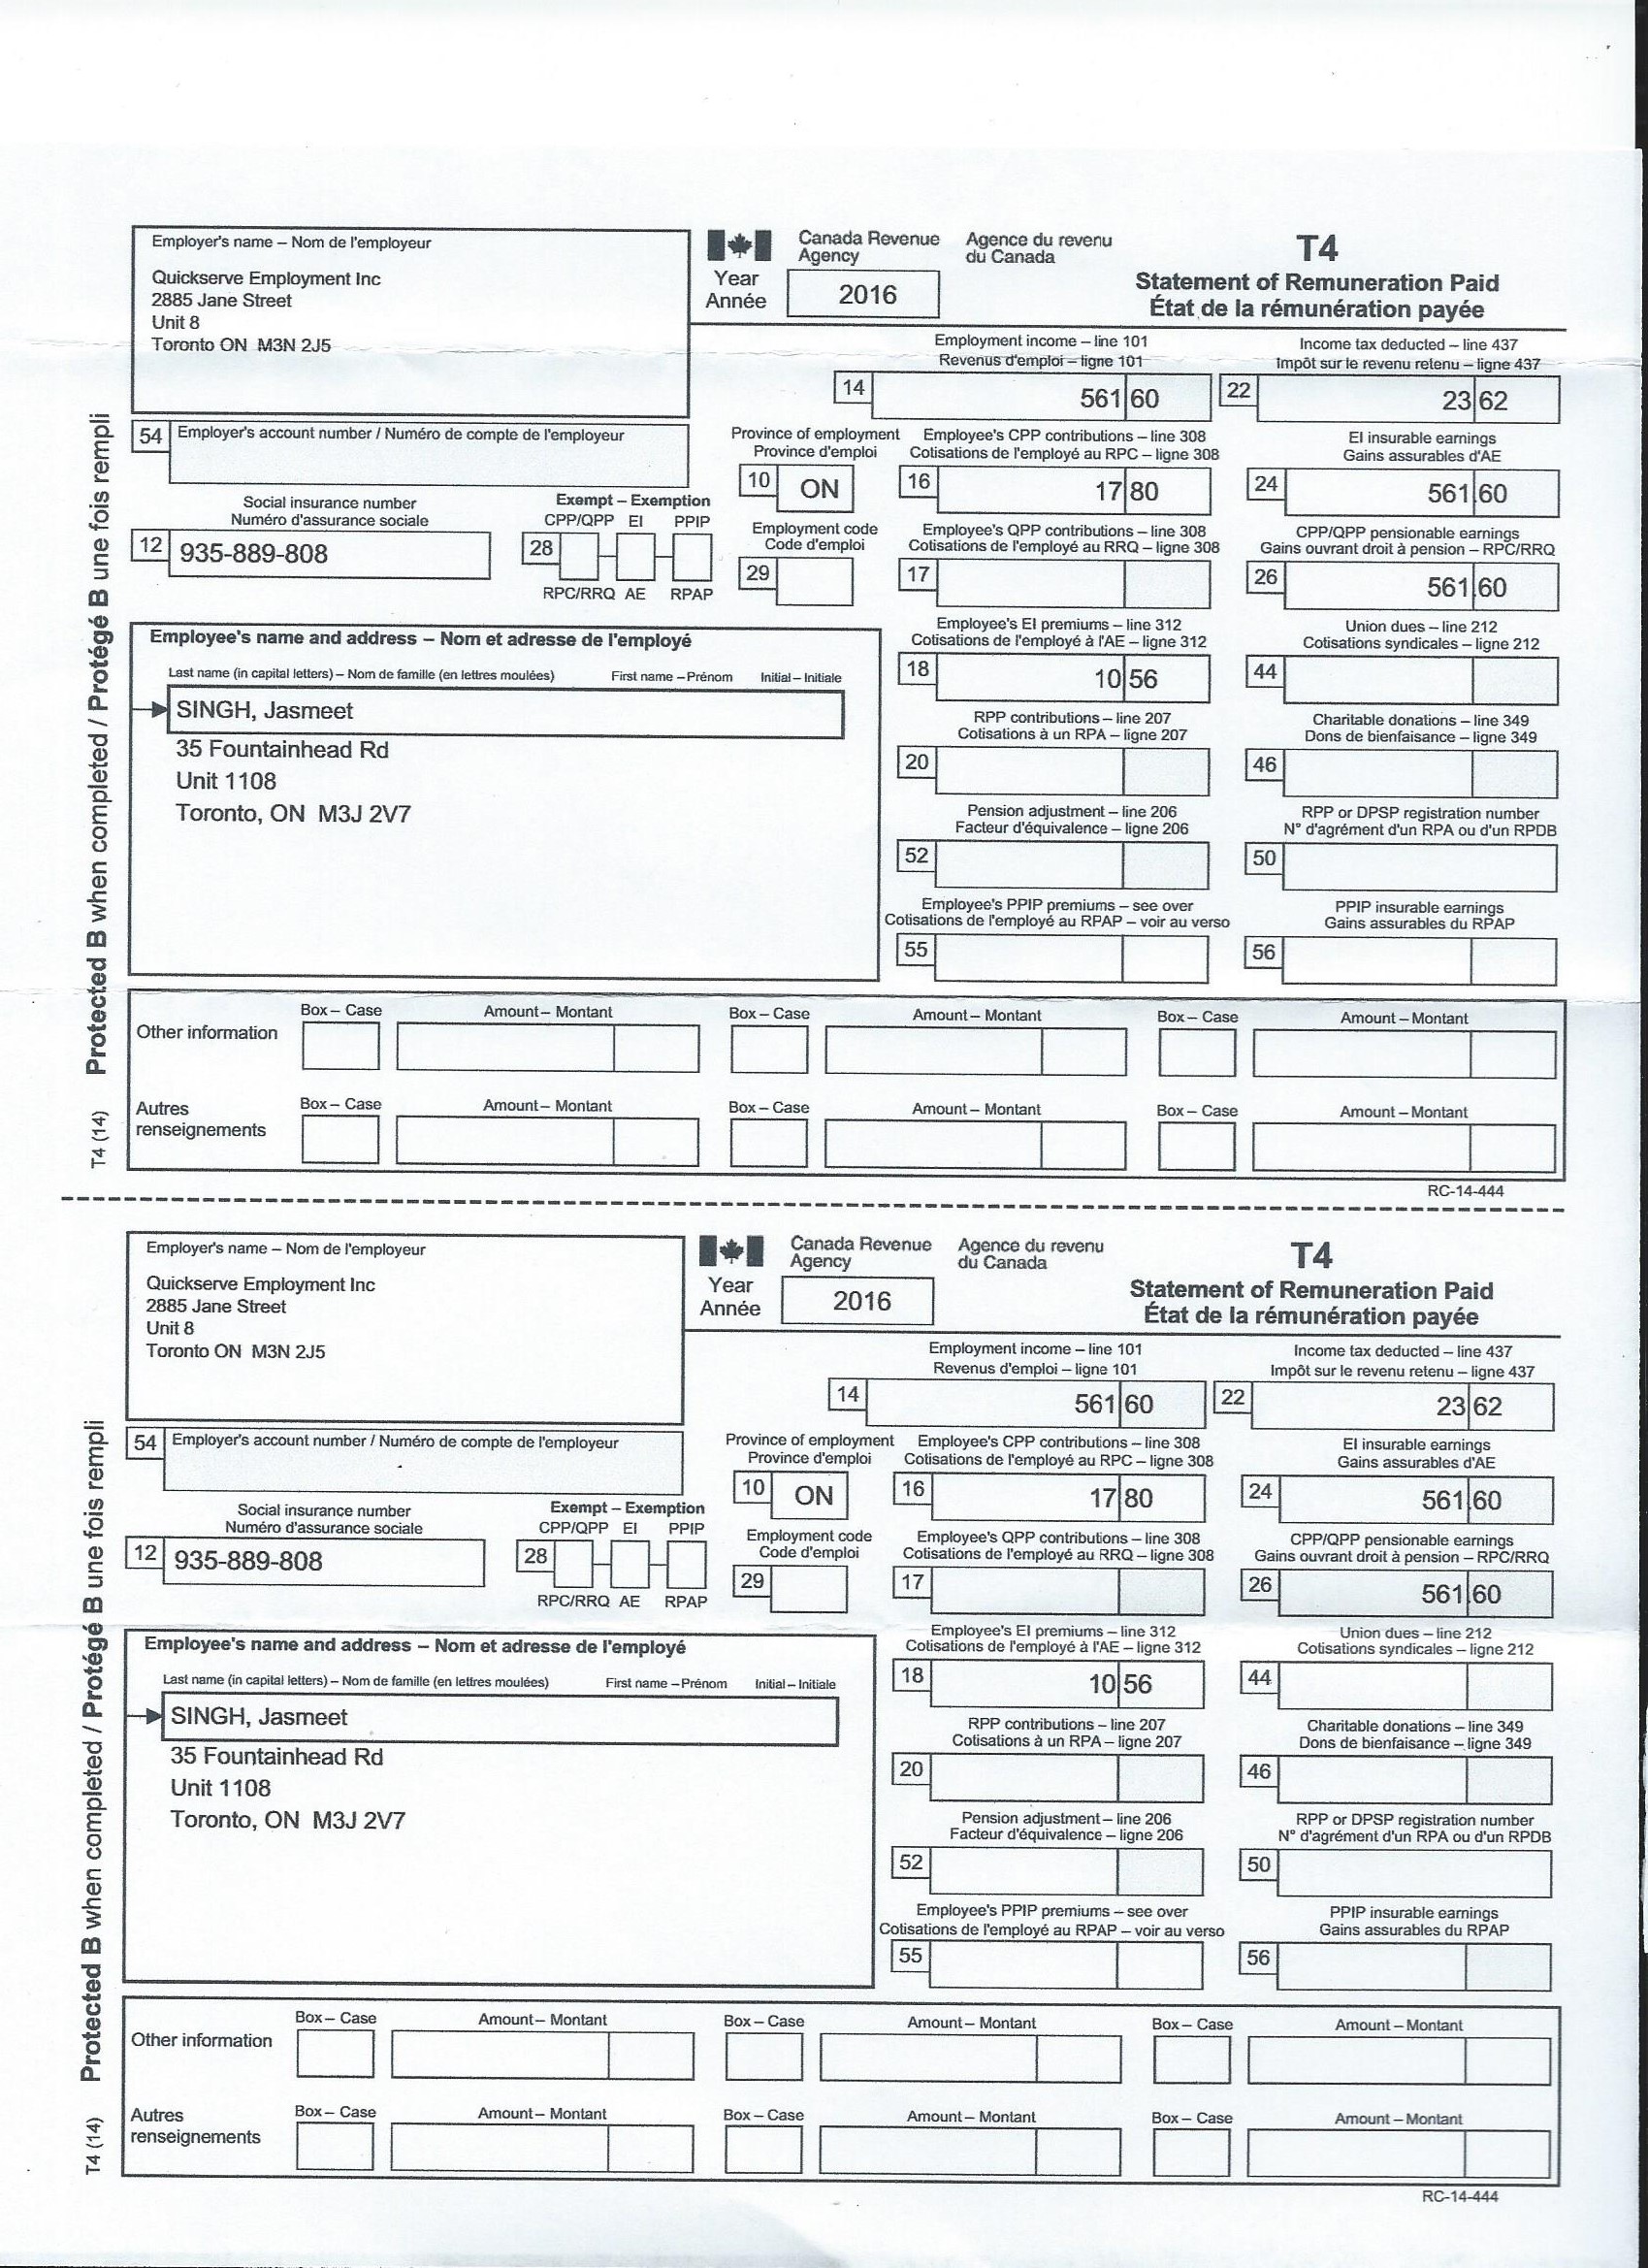 Employer's name – Nom de l'employeur
Quickserve Employment Inc
2885 Jane Street
Unit 8
Toronto ON M3N 2J5
Canada Revenue Agency
Agence du revenu du Canada
Year
Année
2016
T4
Statement of Remuneration Paid
État de la rémunération payée
Employment income – line 101
Revenus d'emploi – ligne 101
14 561 60
Income tax deducted – line 437
Impôt sur le revenu retenu – ligne 437
22 23 62
54 Employer's account number / Numéro de compte de l'employeur
Province of employment
Province d'emploi
10 ON
Employee's CPP contributions – line 308
Cotisations de l'employé au RPC – ligne 308
16 17 80
EI insurable earnings
Gains assurables d'AE
24 561 60
Social insurance number
Numéro d'assurance sociale
12 935-889-808
Exempt – Exemption
CPP/QPP EI PPIP
28
RPC/RRQ AE RPAP
Employment code
Code d'emploi
29
Employee's QPP contributions – line 308
Cotisations de l'employé au RRQ – ligne 308
17
CPP/QPP pensionable earnings
Gains ouvrant droit à pension – RPC/RRQ
26 561 60
Employee's name and address – Nom et adresse de l'employé
Last name (in capital letters) – Nom de famille (en lettres moulées) First name – Prénom Initial – Initiale
SINGH, Jasmeet
35 Fountainhead Rd
Unit 1108
Toronto, ON M3J 2V7
Employee's EI premiums – line 312
Cotisations de l'employé à l'AE – ligne 312
18 10 56
Union dues – line 212
Cotisations syndicales – ligne 212
44
RPP contributions – line 207
Cotisations à un RPA – ligne 207
20
Charitable donations – line 349
Dons de bienfaisance – ligne 349
46
Pension adjustment – line 206
Facteur d'équivalence – ligne 206
52
RPP or DPSP registration number
N° d'agrément d'un RPA ou d'un RPDB
50
Employee's PPIP premiums – see over
Cotisations de l'employé au RPAP – voir au verso
55
PPIP insurable earnings
Gains assurables du RPAP
56
Box – Case Amount – Montant Box – Case Amount – Montant Box – Case Amount – Montant
Other information
Box – Case Amount – Montant Box – Case Amount – Montant Box – Case Amount – Montant
Autres
renseignements
T4 (14) Protected B when completed / Protégé B une fois rempli
RC-14-444
Employer's name – Nom de l'employeur
Quickserve Employment Inc
2885 Jane Street
Unit 8
Toronto ON M3N 2J5
Canada Revenue Agency
Agence du revenu du Canada
Year
Année
2016
T4
Statement of Remuneration Paid
État de la rémunération payée
Employment income – line 101
Revenus d'emploi – ligne 101
14 561 60
Income tax deducted – line 437
Impôt sur le revenu retenu – ligne 437
22 23 62
54 Employer's account number / Numéro de compte de l'employeur
Province of employment
Province d'emploi
10 ON
Employee's CPP contributions – line 308
Cotisations de l'employé au RPC – ligne 308
16 17 80
EI insurable earnings
Gains assurables d'AE
24 561 60
Social insurance number
Numéro d'assurance sociale
12 935-889-808
Exempt – Exemption
CPP/QPP EI PPIP
28
RPC/RRQ AE RPAP
Employment code
Code d'emploi
29
Employee's QPP contributions – line 308
Cotisations de l'employé au RRQ – ligne 308
17
CPP/QPP pensionable earnings
Gains ouvrant droit à pension – RPC/RRQ
26 561 60
Employee's name and address – Nom et adresse de l'employé
Last name (in capital letters) – Nom de famille (en lettres moulées) First name – Prénom Initial – Initiale
SINGH, Jasmeet
35 Fountainhead Rd
Unit 1108
Toronto, ON M3J 2V7
Employee's EI premiums – line 312
Cotisations de l'employé à l'AE – ligne 312
18 10 56
Union dues – line 212
Cotisations syndicales – ligne 212
44
RPP contributions – line 207
Cotisations à un RPA – ligne 207
20
Charitable donations – line 349
Dons de bienfaisance – ligne 349
46
Pension adjustment – line 206
Facteur d'équivalence – ligne 206
52
RPP or DPSP registration number
N° d'agrément d'un RPA ou d'un RPDB
50
Employee's PPIP premiums – see over
Cotisations de l'employé au RPAP – voir au verso
55
PPIP insurable earnings
Gains assurables du RPAP
56
Box – Case Amount – Montant Box – Case Amount – Montant Box – Case Amount – Montant
Other information
Box – Case Amount – Montant Box – Case Amount – Montant Box – Case Amount – Montant
Autres
renseignements
T4 (14) Protected B when completed / Protégé B une fois rempli
RC-14-444